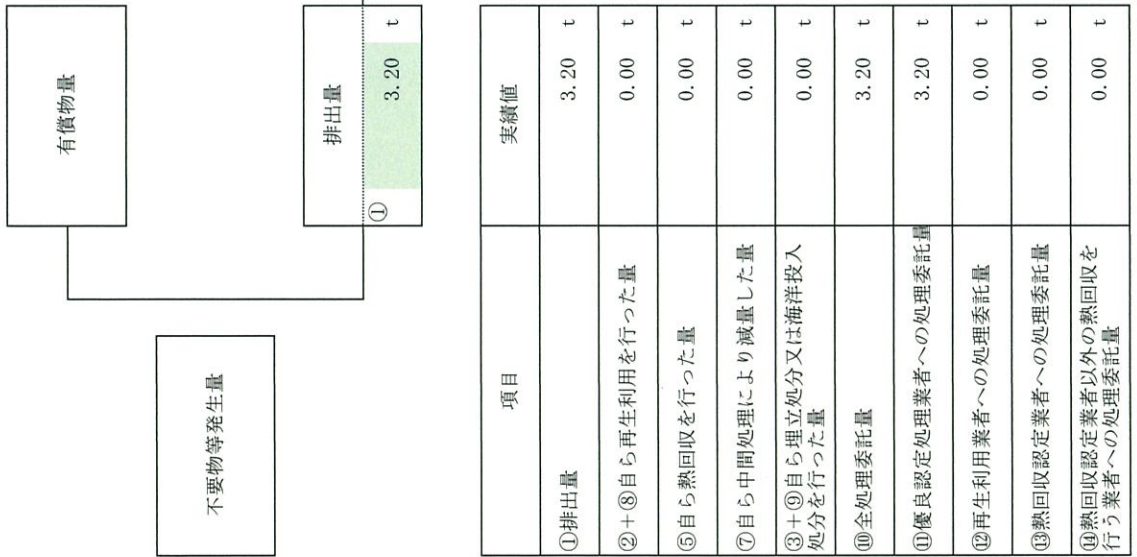 有償物量
不要物等発生量
排出量
① 3.20 t
項目 実績値
①排出量 3.20 t
②+⑧自ら再生利用を行った量 0.00 t
⑤自ら熱回収を行った量 0.00 t
⑦自ら中間処理により減量した量 0.00 t
③+⑨自ら埋立処分又は海洋投入
処分を行った量 0.00 t
⑩全処理委託量 3.20 t
⑪優良認定処理業者への処理委託量 3.20 t
⑫再生利用業者への処理委託量 0.00 t
⑬熱回収認定業者への処理委託量 0.00 t
⑭熱回収認定業者以外の熱回収を
行う業者への処理委託量 0.00 t